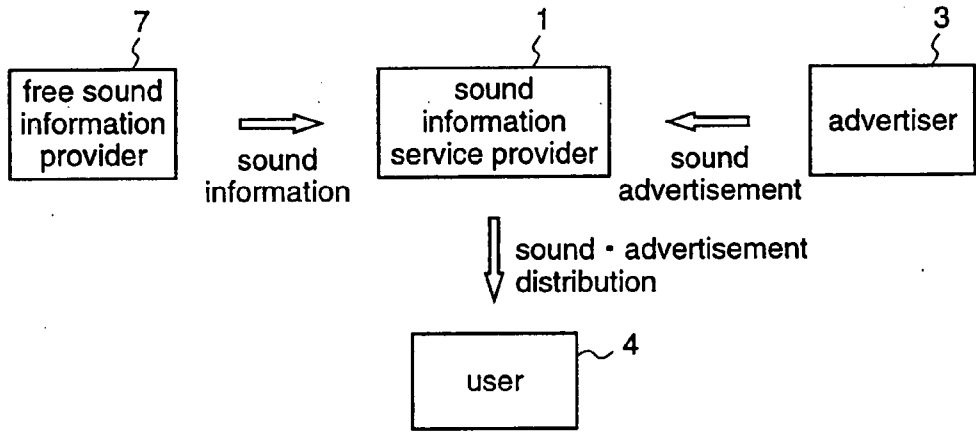 7
free sound
information
provider
sound
information
1
sound
information
service provider
3
advertiser
sound
advertisement
sound・advertisement
distribution
4
user